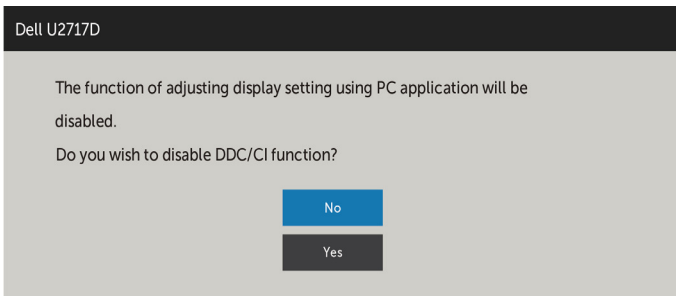 Dell U2717D
The function of adjusting display setting using PC application will be
disabled.
Do you wish to disable DDC/CI function?
No
Yes